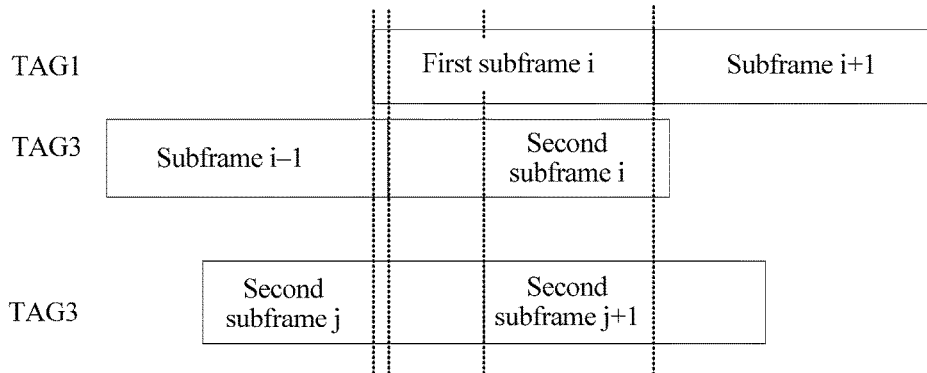 TAG1
First subframe i
Subframe i+1
TAG3
Subframe i–1
Second
subframe i
TAG3
Second
subframe j
Second
subframe j+1